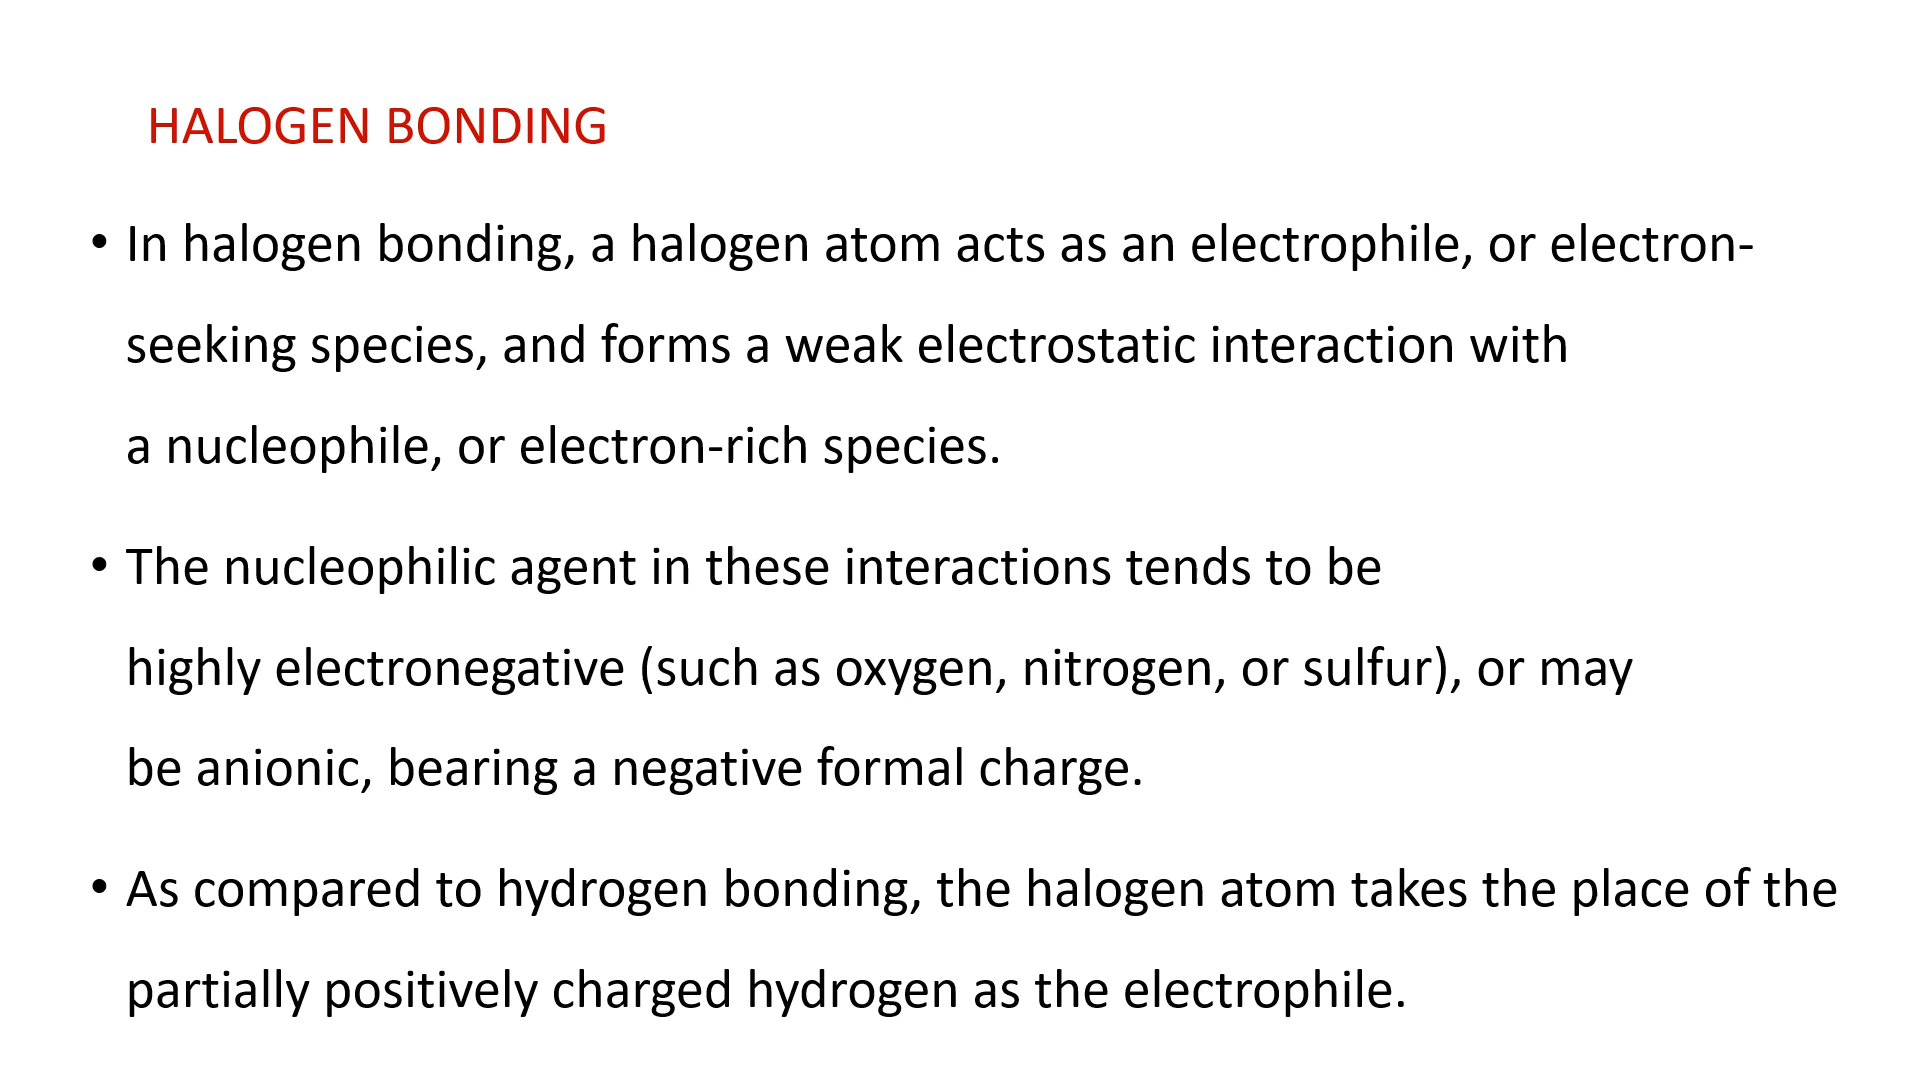 HALOGEN BONDING
• In halogen bonding, a halogen atom acts as an electrophile, or electron-
seeking species, and forms a weak electrostatic interaction with
a nucleophile, or electron-rich species.
• The nucleophilic agent in these interactions tends to be
highly electronegative (such as oxygen, nitrogen, or sulfur), or may
be anionic, bearing a negative formal charge.
• As compared to hydrogen bonding, the halogen atom takes the place of the
partially positively charged hydrogen as the electrophile.